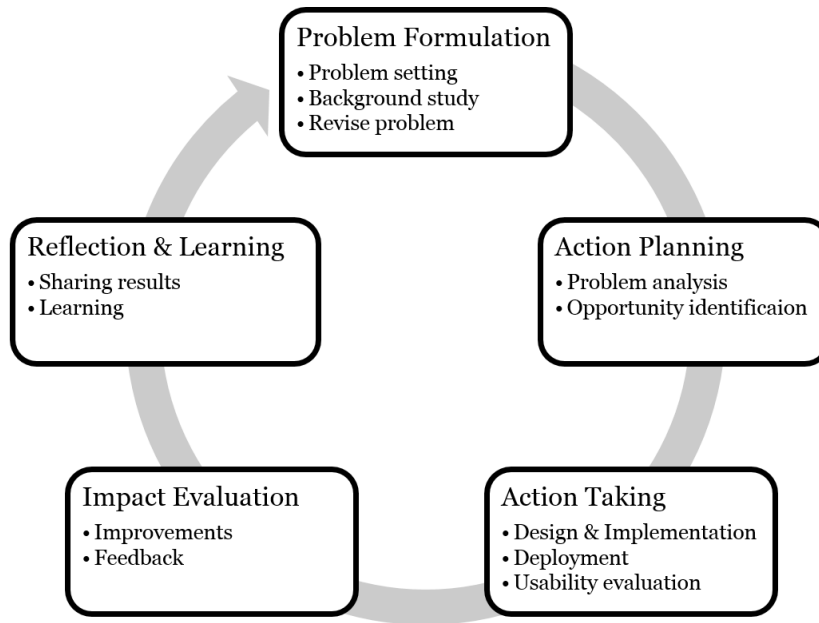 Problem Formulation
• Problem setting
• Background study
• Revise problem
Action Planning
• Problem analysis
• Opportunity identificaion
Action Taking
• Design & Implementation
• Deployment
• Usability evaluation
Impact Evaluation
• Improvements
• Feedback
Reflection & Learning
• Sharing results
• Learning